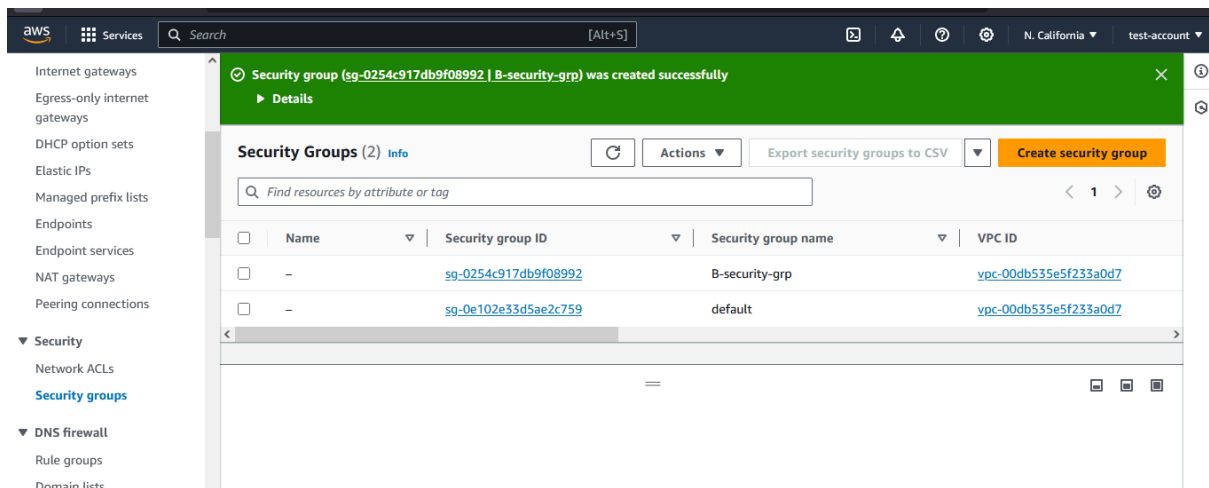 aws Services Search [Alt+S] N. California test-account
Internet gateways
Egress-only internet
gateways
DHCP option sets
Elastic IPs
Managed prefix lists
Endpoints
Endpoint services
NAT gateways
Peering connections
Security
Network ACLs
Security groups
DNS firewall
Rule groups
Domain lists
Security group (sg-0254c917db9f08992 | B-security-grp) was created successfully
Details
Security Groups (2) Info Actions Export security groups to CSV Create security group
Find resources by attribute or tag 1
Name Security group ID Security group name VPC ID
– sg-0254c917db9f08992 B-security-grp vpc-00db535e5f233a0d7
– sg-0e102e33d5ae2c759 default vpc-00db535e5f233a0d7